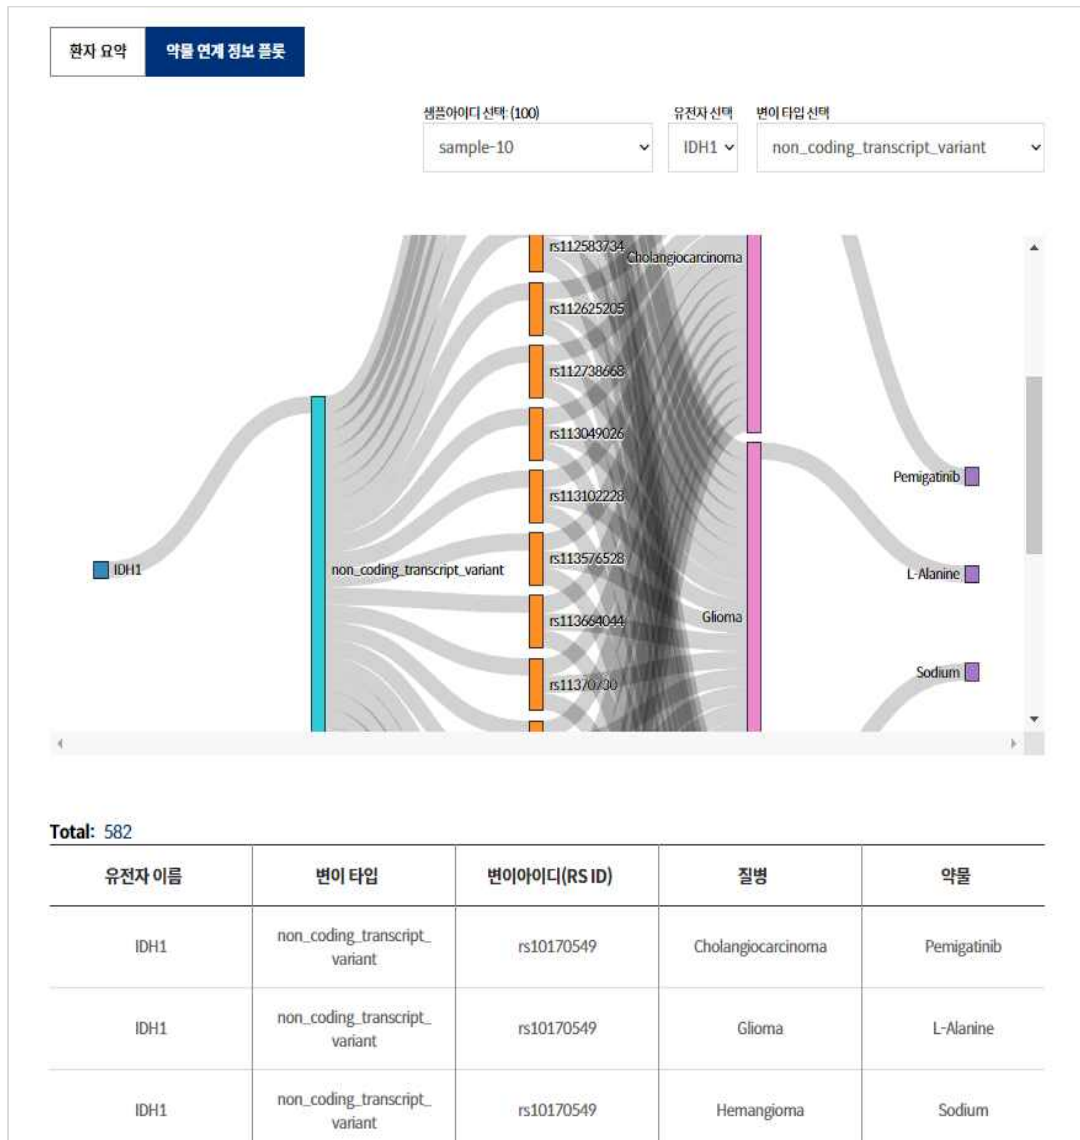 환자 요약 약물 연계 정보 플롯
샘플아이디 선택: (100) 유전자 선택 변이 타입 선택
sample-10 IDH1 non_coding_transcript_variant
rs112583734
Cholangiocarcinoma
rs112625205
rs112738668
rs113049026
Pemigatinib
rs113102228
rs113576528
IDH1 non_coding_transcript_variant L-Alanine
rs113664044
Glioma
Sodium
rs11370730
Total: 582
유전자 이름 변이 타입 변이아이디(RS ID) 질병 약물
IDH1 non_coding_transcript_ rs10170549 Cholangiocarcinoma Pemigatinib
variant
IDH1 non_coding_transcript_ rs10170549 Glioma L-Alanine
variant
IDH1 non_coding_transcript_ rs10170549 Hemangioma Sodium
variant